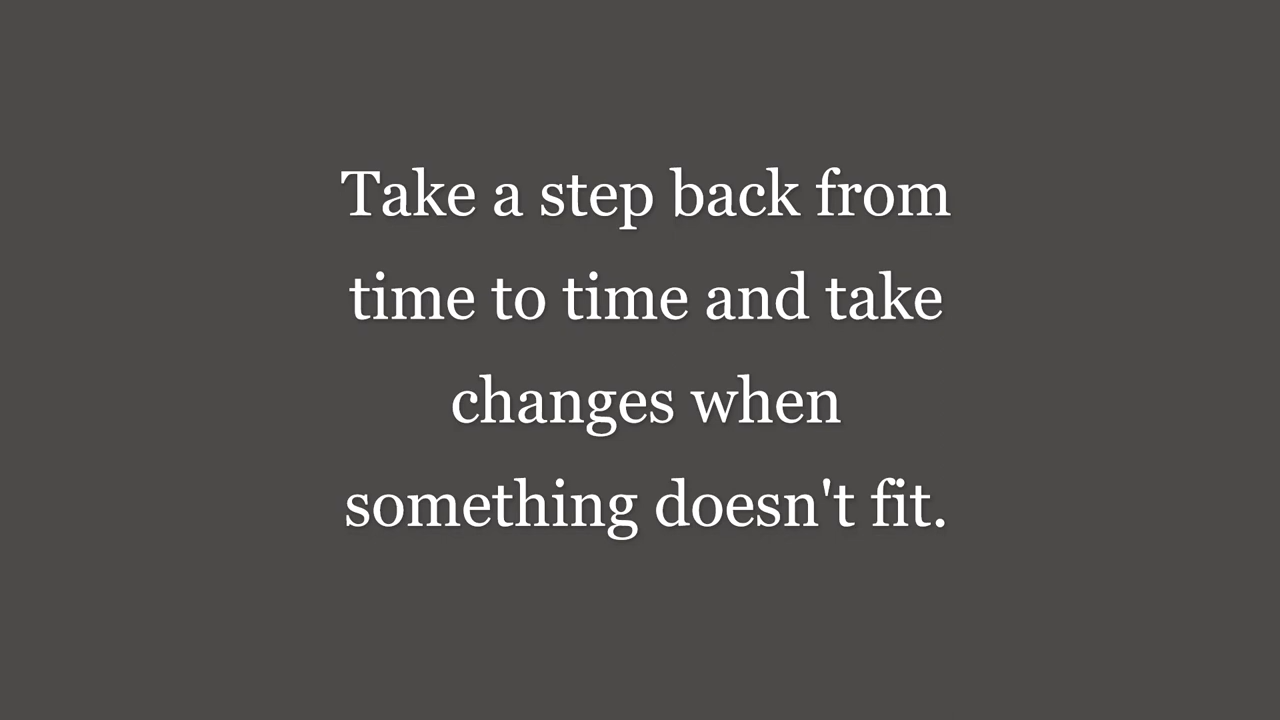 Take a step back from
time to time and take
changes when
something doesn't fit.